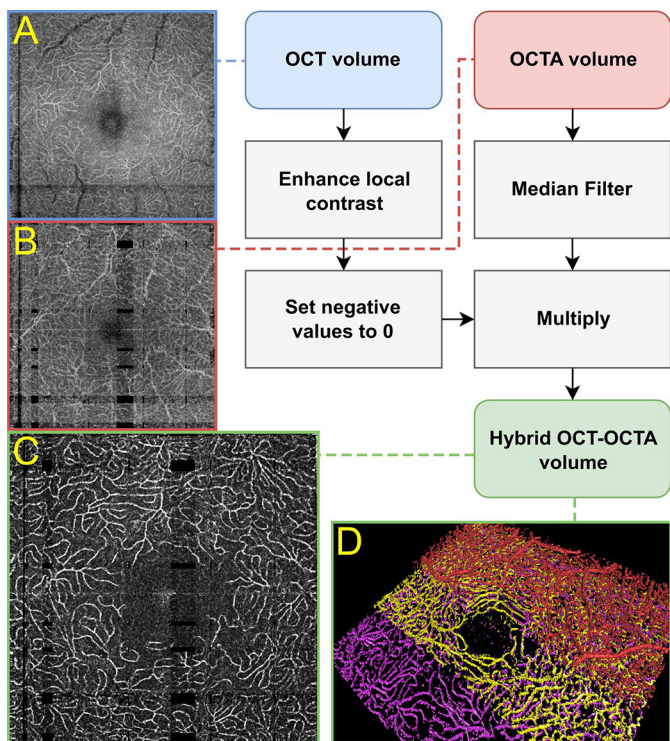 A
OCT volume
OCTA volume
Enhance local
contrast
Median Filter
B
Set negative
values to 0
Multiply
C
Hybrid OCT-OCTA
volume
D